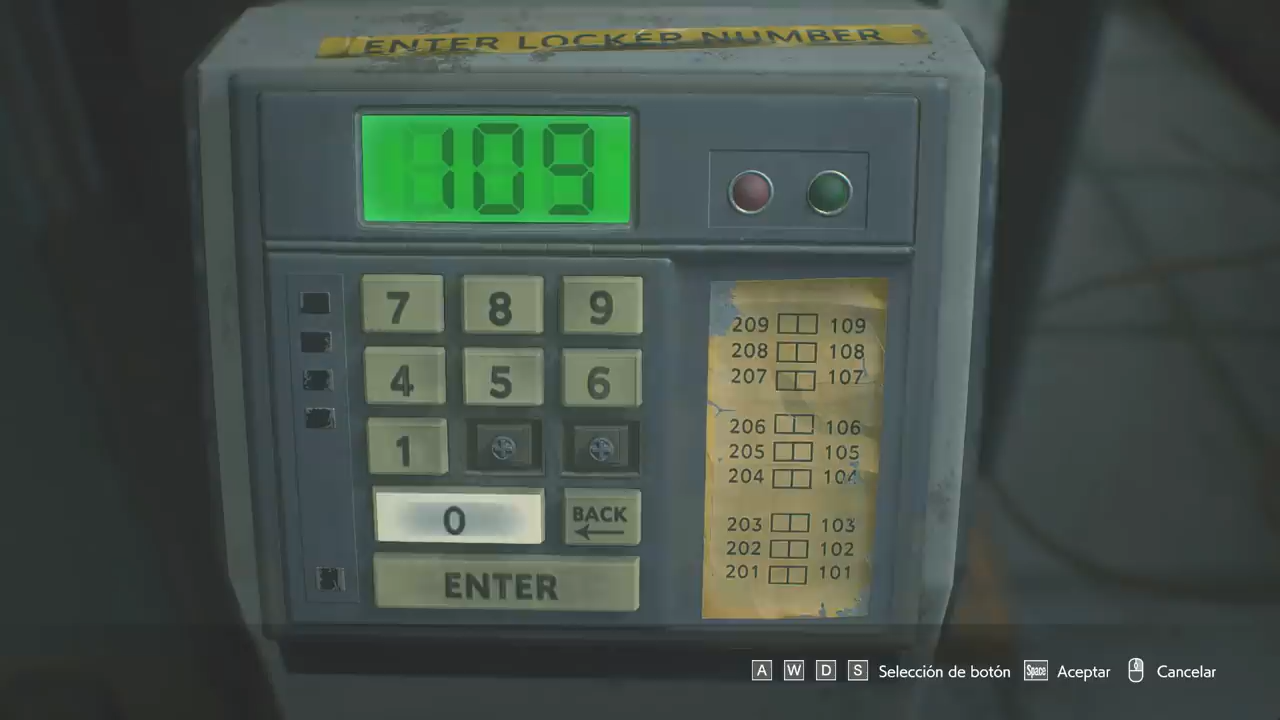 ENTER LOCKER NUMBER
109
7 8 9
4 5 6
1
0 BACK
ENTER
209 109
208 108
207 107
206 106
205 105
204 104
203 103
202 102
201 101
A W D S Selección de botón Space Aceptar Cancelar